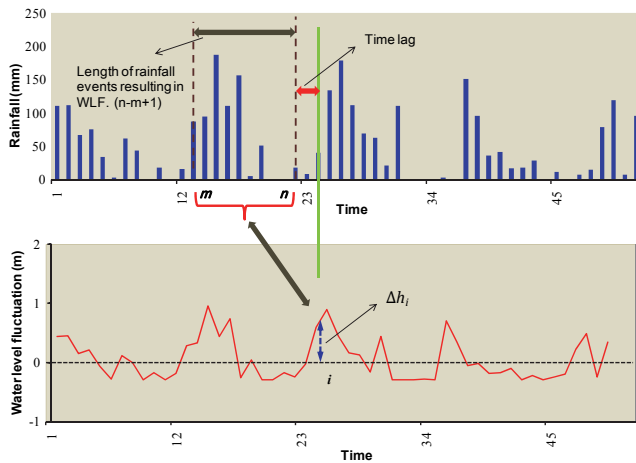 250
200
150
100
50
0
Rainfall (mm)
Length of rainfall
events resulting in
WLF. (n-m+1)
Time lag
1
12
23
34
45
m
n
Time
2
1
0
-1
Water level fluctuation (m)
Δhi
i
1
12
23
34
45
Time